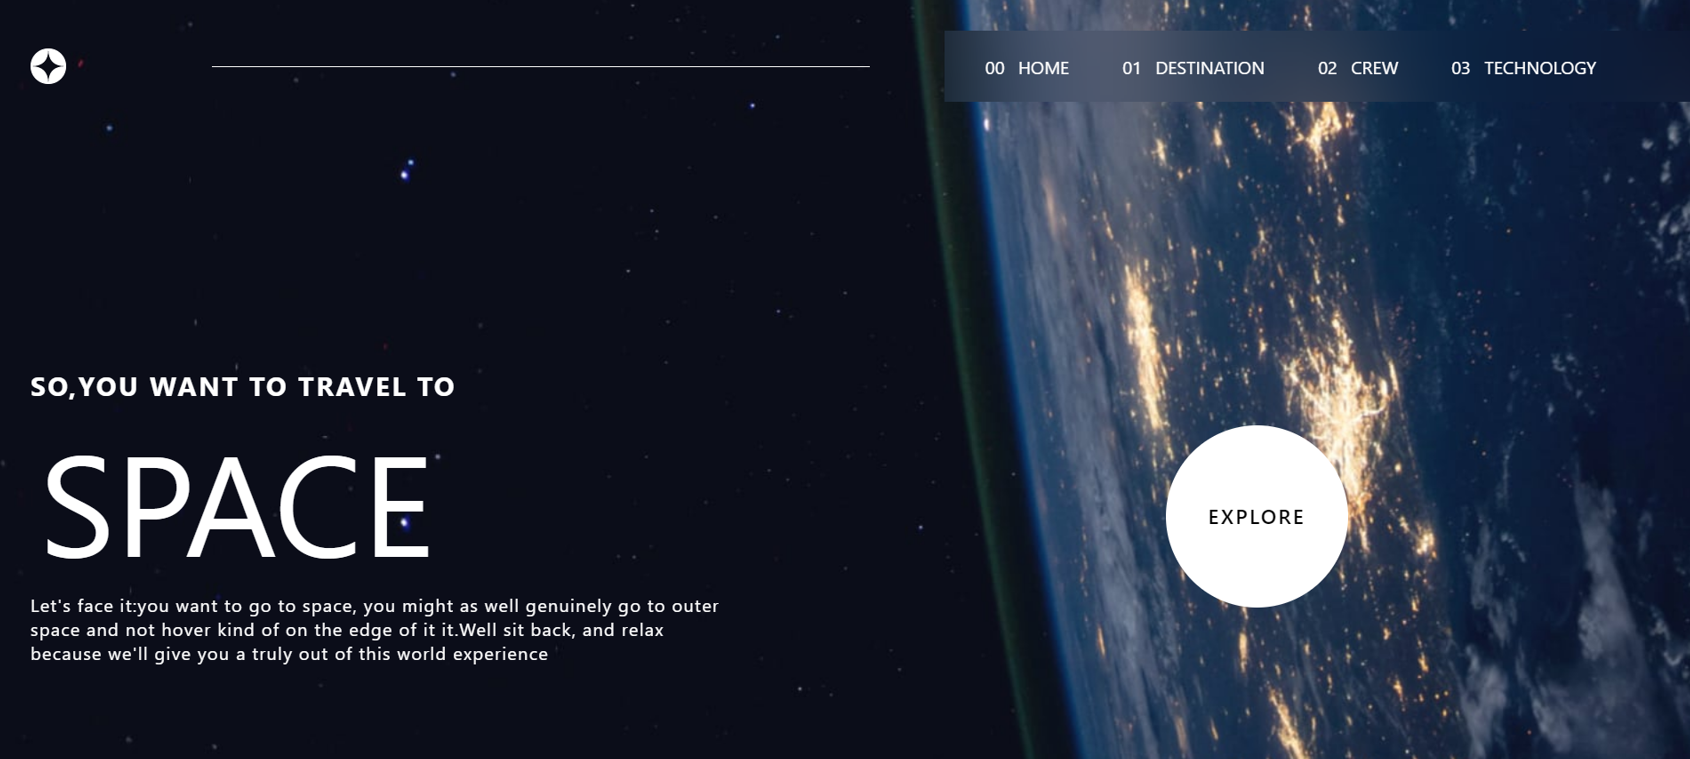 00 HOME 01 DESTINATION 02 CREW 03 TECHNOLOGY
SO,YOU WANT TO TRAVEL TO
SPACE
Let's face it:you want to go to space, you might as well genuinely go to outer
space and not hover kind of on the edge of it it.Well sit back, and relax
because we'll give you a truly out of this world experience
EXPLORE